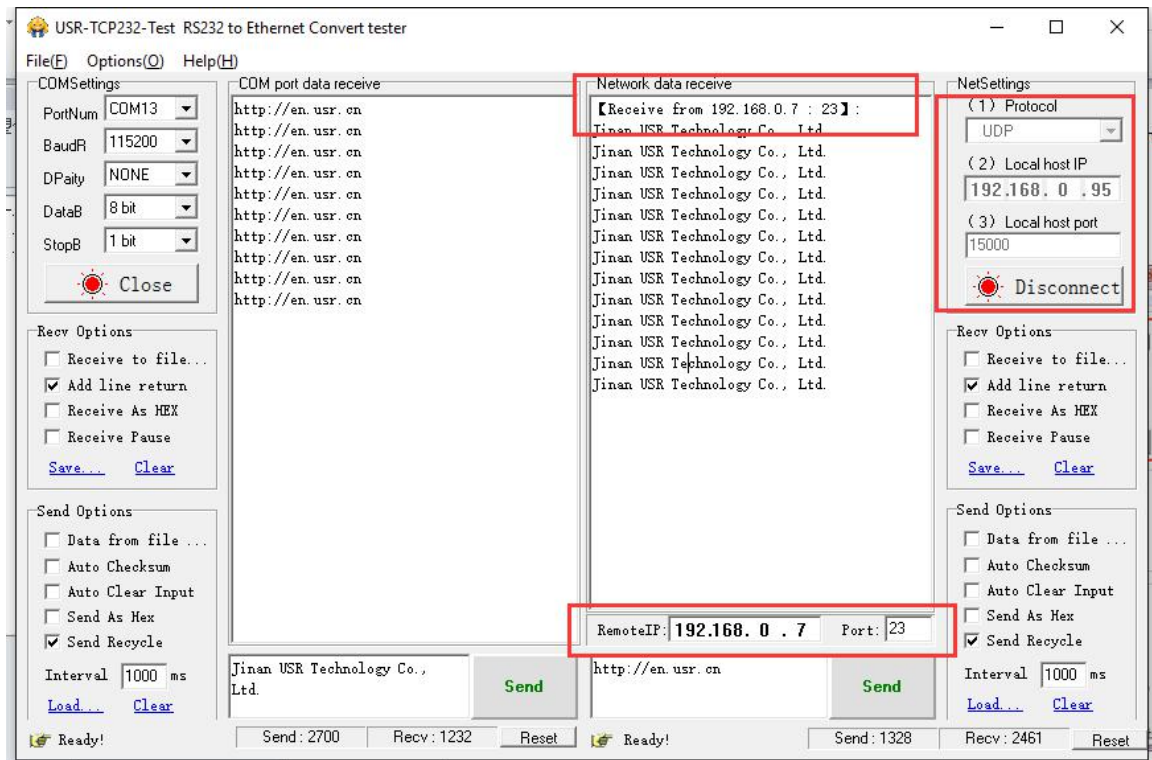 USR-TCP232-Test RS232 to Ethernet Convert tester
File(F) Options(O) Help(H)
COMSettings
PortNum COM13
BaudR 115200
DPaity NONE
DataB 8 bit
StopB 1 bit
Close
Recv Options
Receive to file...
Add line return
Receive As HEX
Receive Pause
Save... Clear
Send Options
Data from file ...
Auto Checksum
Auto Clear Input
Send As Hex
Send Recycle
Interval 1000 ms
Load... Clear
COM port data receive
http://en.usr.cn
http://en.usr.cn
http://en.usr.cn
http://en.usr.cn
http://en.usr.cn
http://en.usr.cn
http://en.usr.cn
http://en.usr.cn
http://en.usr.cn
http://en.usr.cn
Jinan USR Technology Co.,
Ltd.
Send
Network data receive
【Receive from 192.168.0.7 : 23】:
Jinan USR Technology Co., Ltd.
Jinan USR Technology Co., Ltd.
Jinan USR Technology Co., Ltd.
Jinan USR Technology Co., Ltd.
Jinan USR Technology Co., Ltd.
Jinan USR Technology Co., Ltd.
Jinan USR Technology Co., Ltd.
Jinan USR Technology Co., Ltd.
Jinan USR Technology Co., Ltd.
Jinan USR Technology Co., Ltd.
Jinan USR Technology Co., Ltd.
Jinan USR Technology Co., Ltd.
Jinan USR Technology Co., Ltd.
RemoteIP: 192.168. 0 . 7 Port: 23
http://en.usr.cn
Send
NetSettings
(1) Protocol
UDP
(2) Local host IP
192.168. 0 .95
(3) Local host port
15000
Disconnect
Recv Options
Receive to file...
Add line return
Receive As HEX
Receive Pause
Save... Clear
Send Options
Data from file ...
Auto Checksum
Auto Clear Input
Send As Hex
Send Recycle
Interval 1000 ms
Load... Clear
Ready! Send : 2700 Recv : 1232 Reset
Ready! Send : 1328 Recv : 2461 Reset